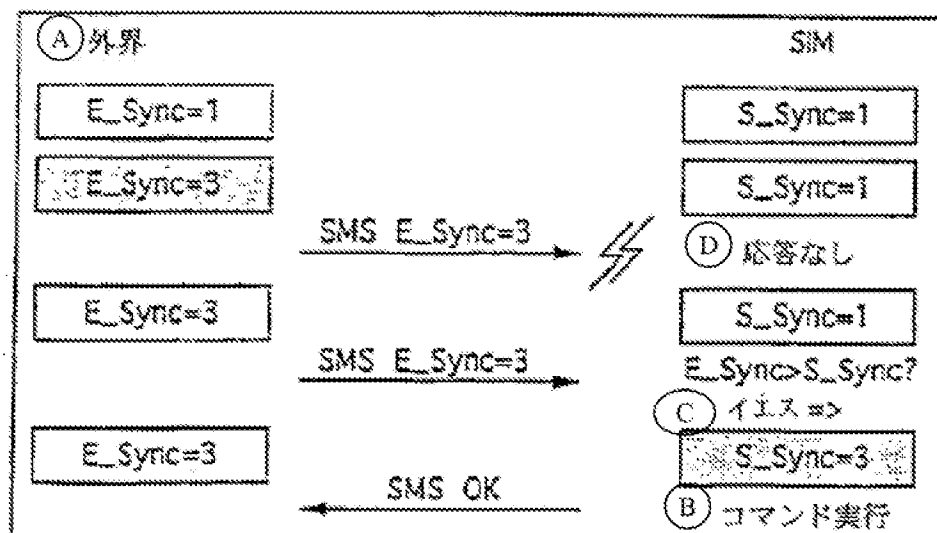 A 外界 SiM
E_Sync=1 S_Sync=1
E_Sync=3 S_Sync=1
SMS E_Sync=3
D 応答なし
E_Sync=3 S_Sync=1
SMS E_Sync=3 E_Sync>S_Sync?
C イエス =>
E_Sync=3 S_Sync=3
SMS OK
B コマンド実行